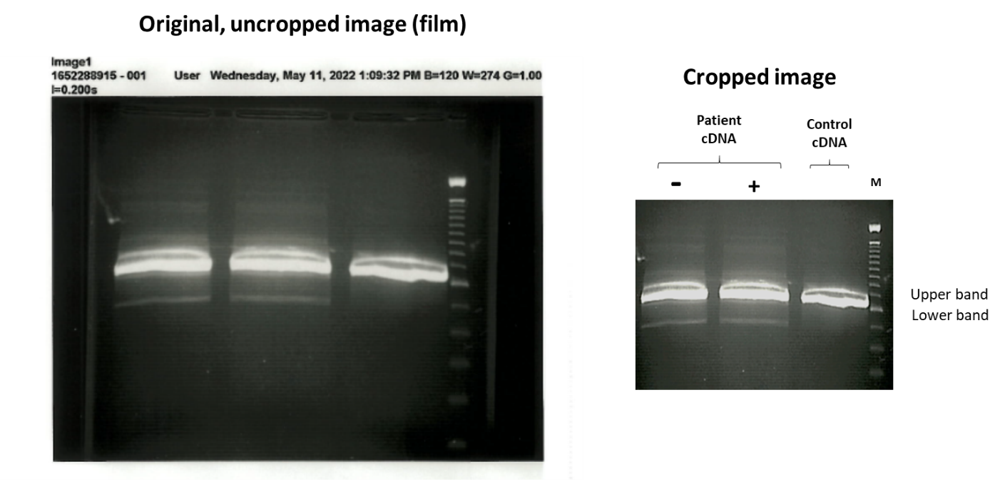 Original, uncropped image (film)
Image1
1652288915 - 001 User Wednesday, May 11, 2022 1:09:32 PM B=120 W=274 G=1.00
I=0.200s
Cropped image
Patient
cDNA
Control
cDNA
- + M
Upper band
Lower band